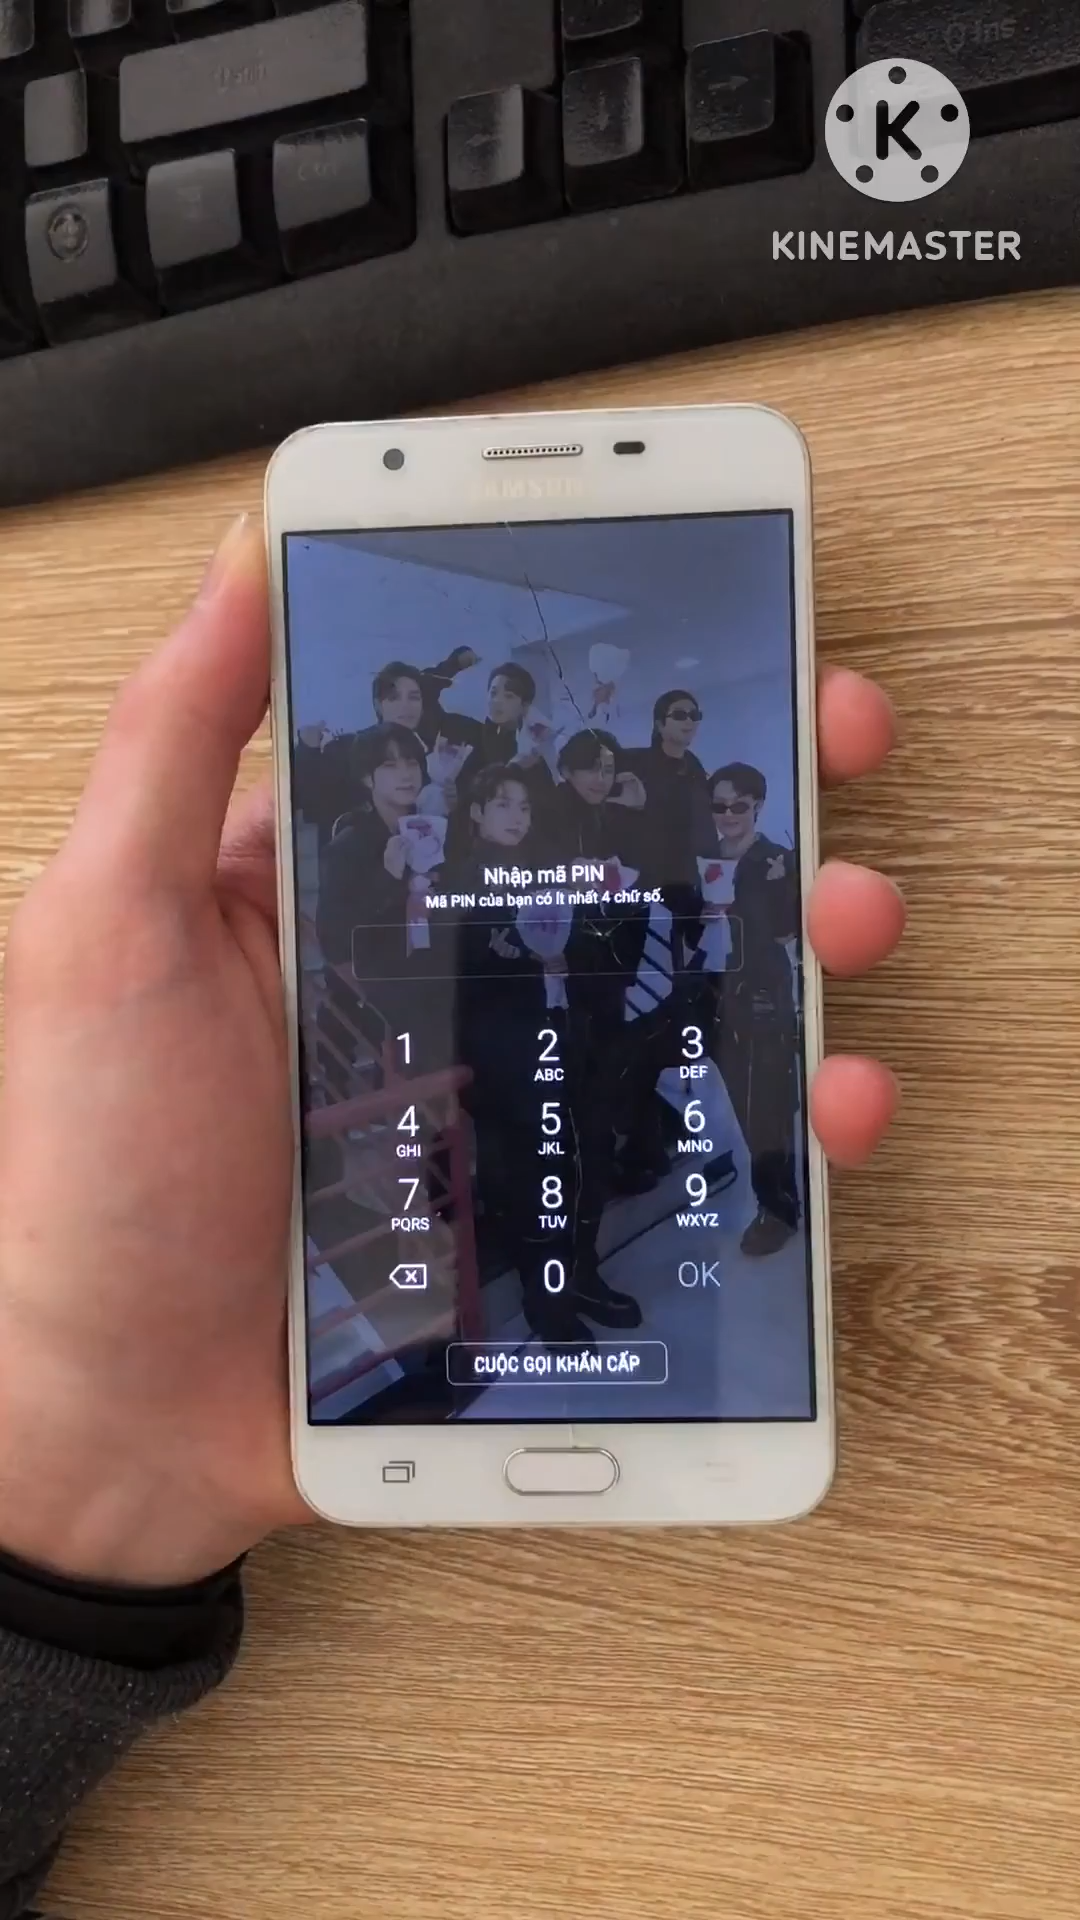 K
KINEMASTER
SAMSUNG
Nhập mã PIN
Mã PIN của bạn có ít nhất 4 chữ số.
1 2 3
ABC DEF
4 5 6
GHI JKL MNO
7 8 9
PQRS TUV WXYZ
0 OK
CUỘC GỌI KHẨN CẤP